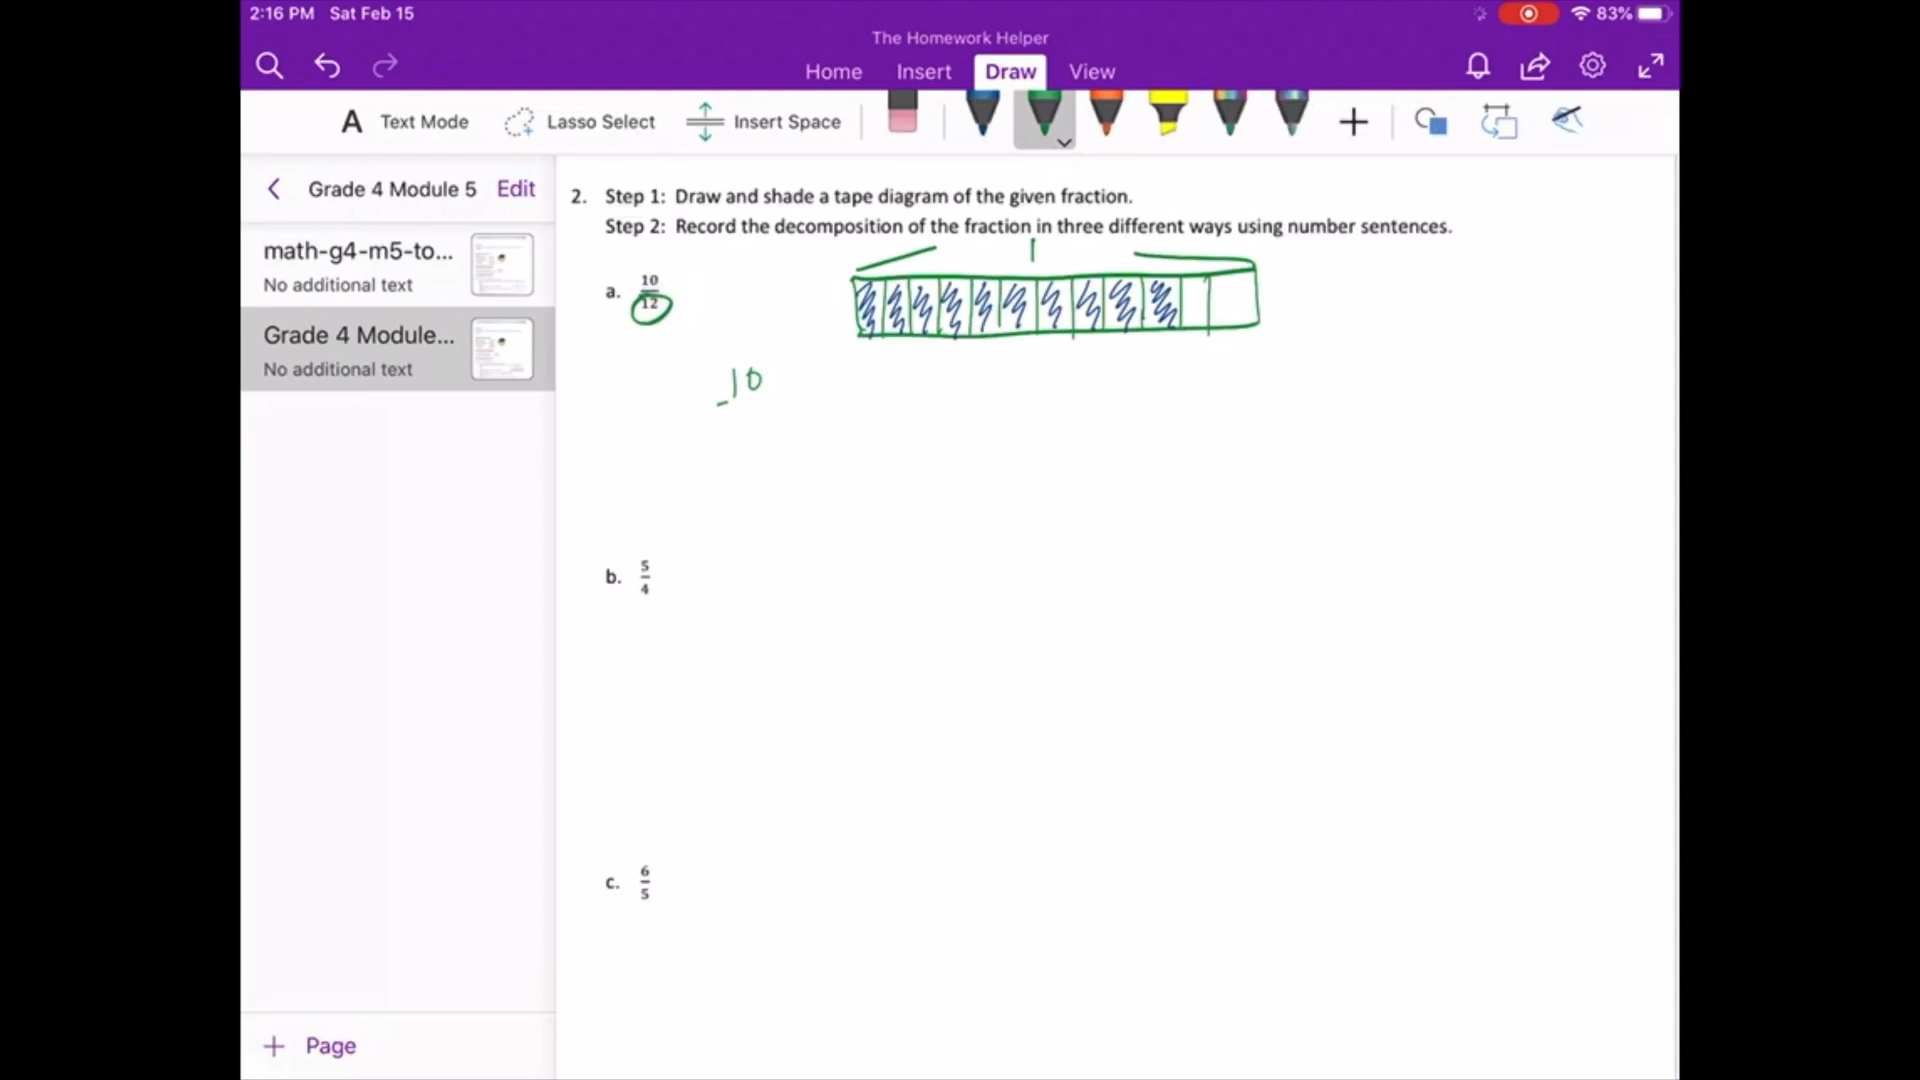 2:16 PM Sat Feb 15
83%
The Homework Helper
Home Insert Draw View
A Text Mode Lasso Select Insert Space
Grade 4 Module 5 Edit
math-g4-m5-to...
No additional text
Grade 4 Module...
No additional text
2. Step 1: Draw and shade a tape diagram of the given fraction.
Step 2: Record the decomposition of the fraction in three different ways using number sentences.
1
a. 10/12
10
b. 5/4
c. 6/5
+ Page